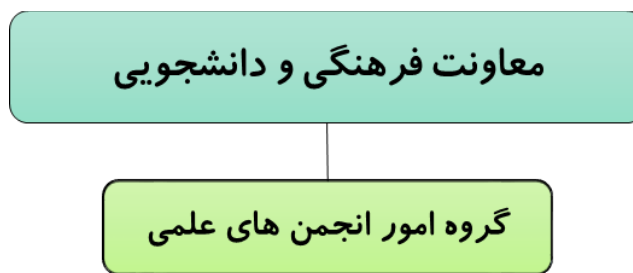 معاونت فرهنگی و دانشجویی
گروه امور انجمن های علمی